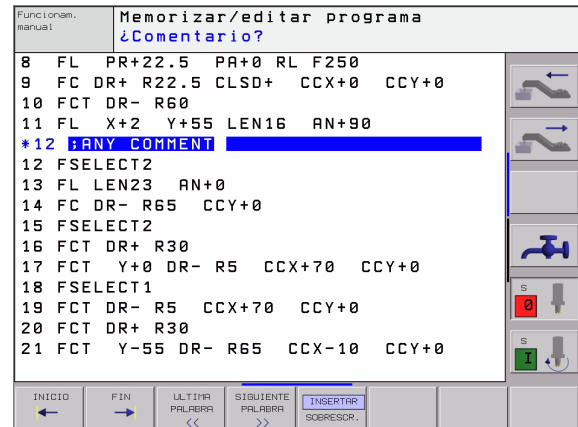 Funcionam.
manual
Memorizar/editar programa
¿Comentario?
8 FL PR+22.5 PA+0 RL F250
9 FC DR+ R22.5 CLSD+ CCX+0 CCY+0
10 FCT DR- R60
11 FL X+2 Y+55 LEN16 AN+90
*12 ;ANY COMMENT
12 FSELECT2
13 FL LEN23 AN+0
14 FC DR- R65 CCY+0
15 FSELECT2
16 FCT DR+ R30
17 FCT Y+0 DR- R5 CCX+70 CCY+0
18 FSELECT1
19 FCT DR- R5 CCX+70 CCY+0
20 FCT DR+ R30
21 FCT Y-55 DR- R65 CCX-10 CCY+0
S
0
S
I
INICIO
FIN
ULTIMA
PALABRA
<<
SIGUIENTE
PALABRA
>>
INSERTAR
SOBRESCR.